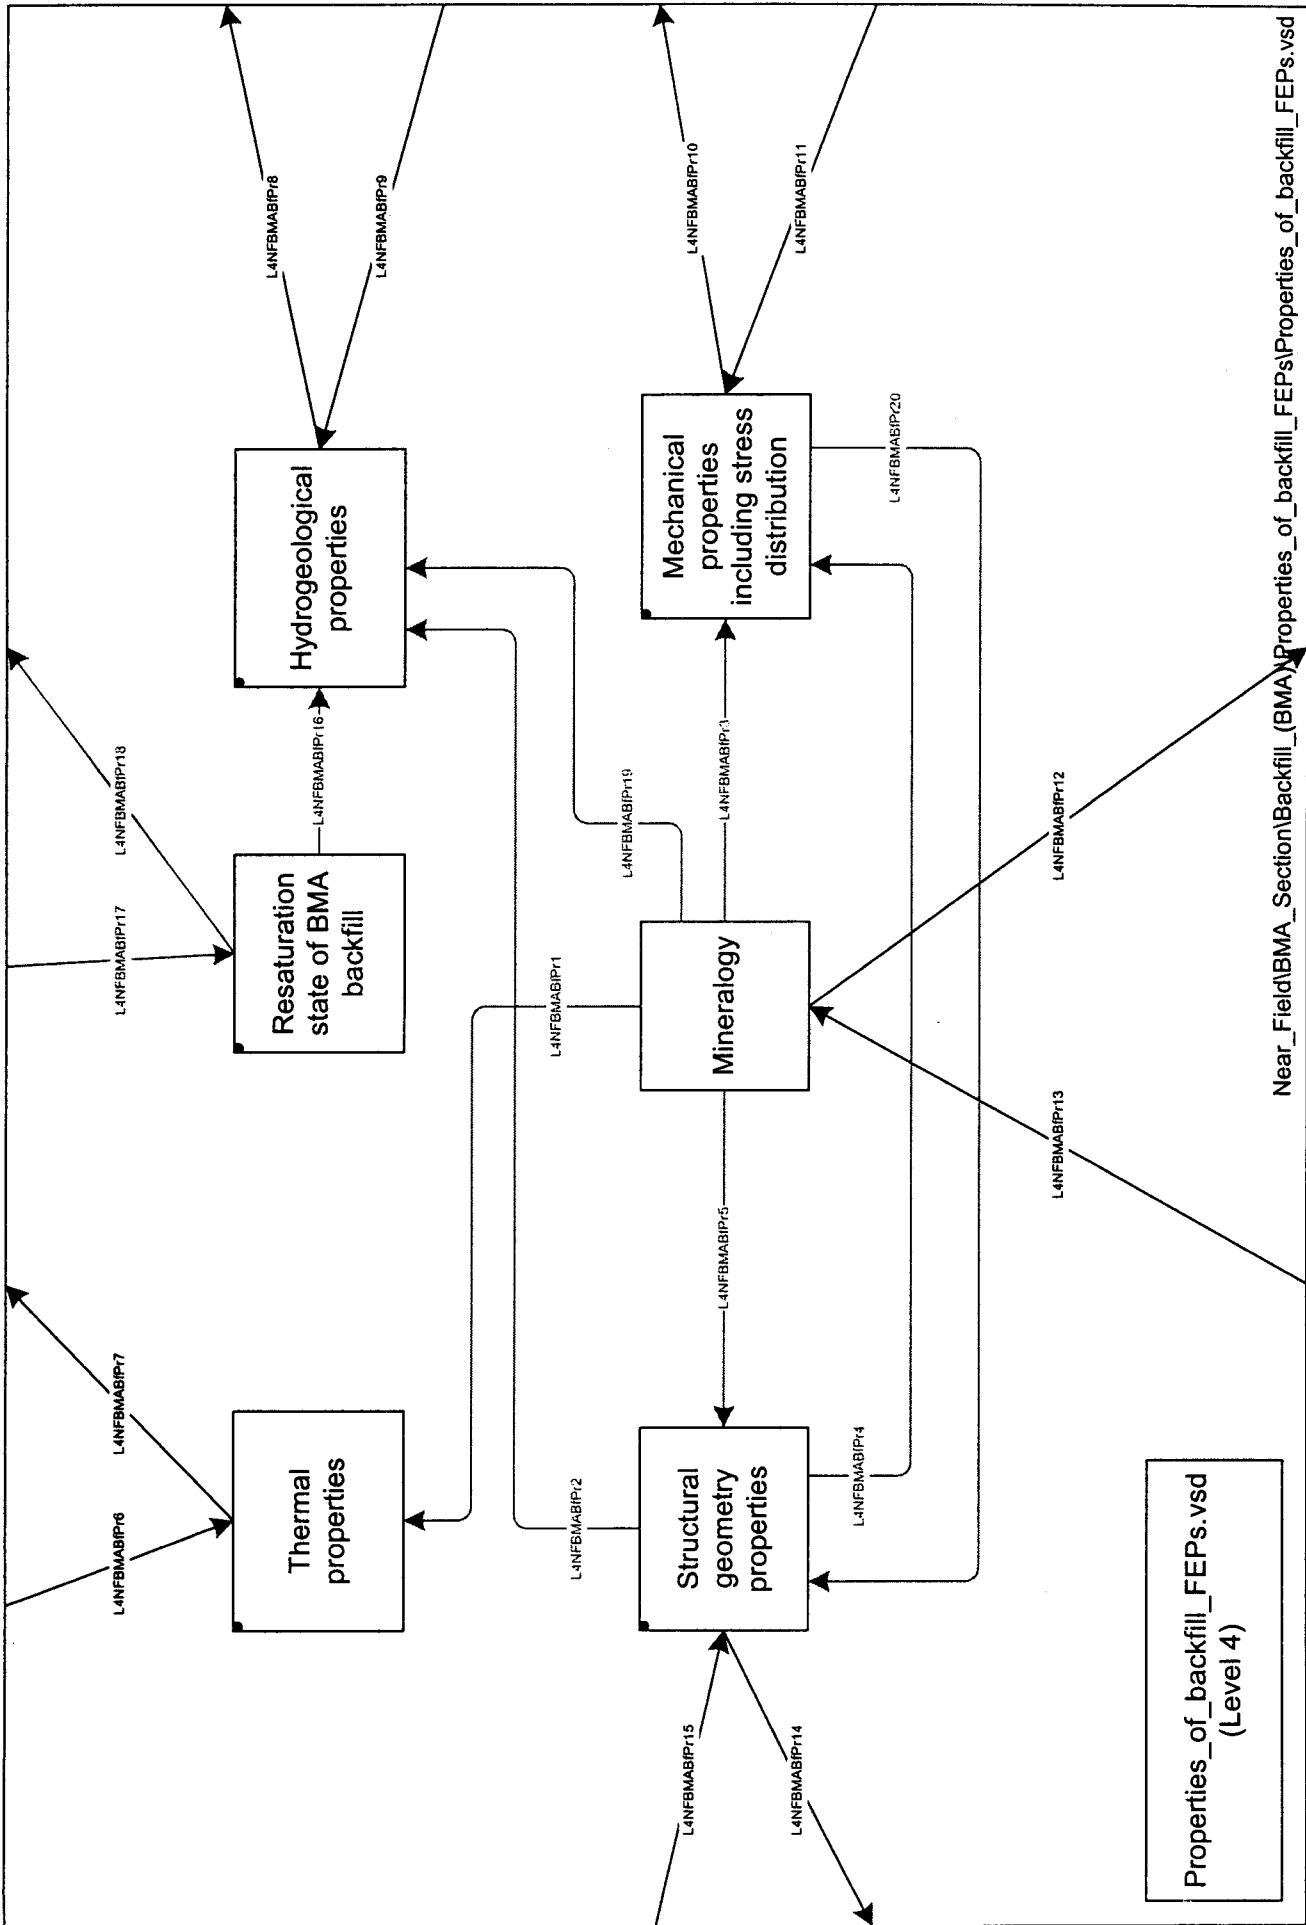 L4NFBMABfPr6
L4NFBMABfPr7
L4NFBMABfPr17
L4NFBMABfPr18
L4NFBMABfPr8
L4NFBMABfPr9
Thermal
properties
Resaturation
state of BMA
backfill
L4NFBMABfPr16
Hydrogeological
properties
L4NFBMABfPr1
L4NFBMABfPr2
L4NFBMABfPr19
L4NFBMABfPr15
L4NFBMABfPr14
Structural
geometry
properties
L4NFBMABfPr5
Mineralogy
L4NFBMABfPr3
Mechanical
properties
including stress
distribution
L4NFBMABfPr10
L4NFBMABfPr11
L4NFBMABfPr4
L4NFBMABfPr20
L4NFBMABfPr13
L4NFBMABfPr12
Properties_of_backfill_FEPs.vsd
(Level 4)
Near_Field\BMA_Section\Backfill_(BMA)\Properties_of_backfill_FEPs\Properties_of_backfill_FEPs.vsd